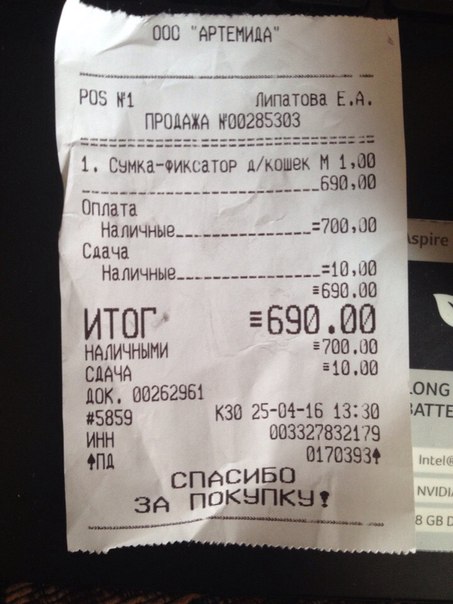 ООО "АРТЕМИДА"
POS №1 Липатова Е.А.
ПРОДАЖА №00285303
1. Сумка-фиксатор д/кошек М 1,00
690,00
Оплата
Наличные =700,00
Сдача
Наличные =10,00
≡690.00
ИТОГ ≡690.00
НАЛИЧНЫМИ ≡700.00
СДАЧА ≡10.00
ДОК. 00262961
#5859 К30 25-04-16 13:30
ИНН 003327832179
♠ПД 0170393♠
СПАСИБО
ЗА ПОКУПКУ!
Aspire
LONG
BATTE
Intel®
NVIDI
8 GB D